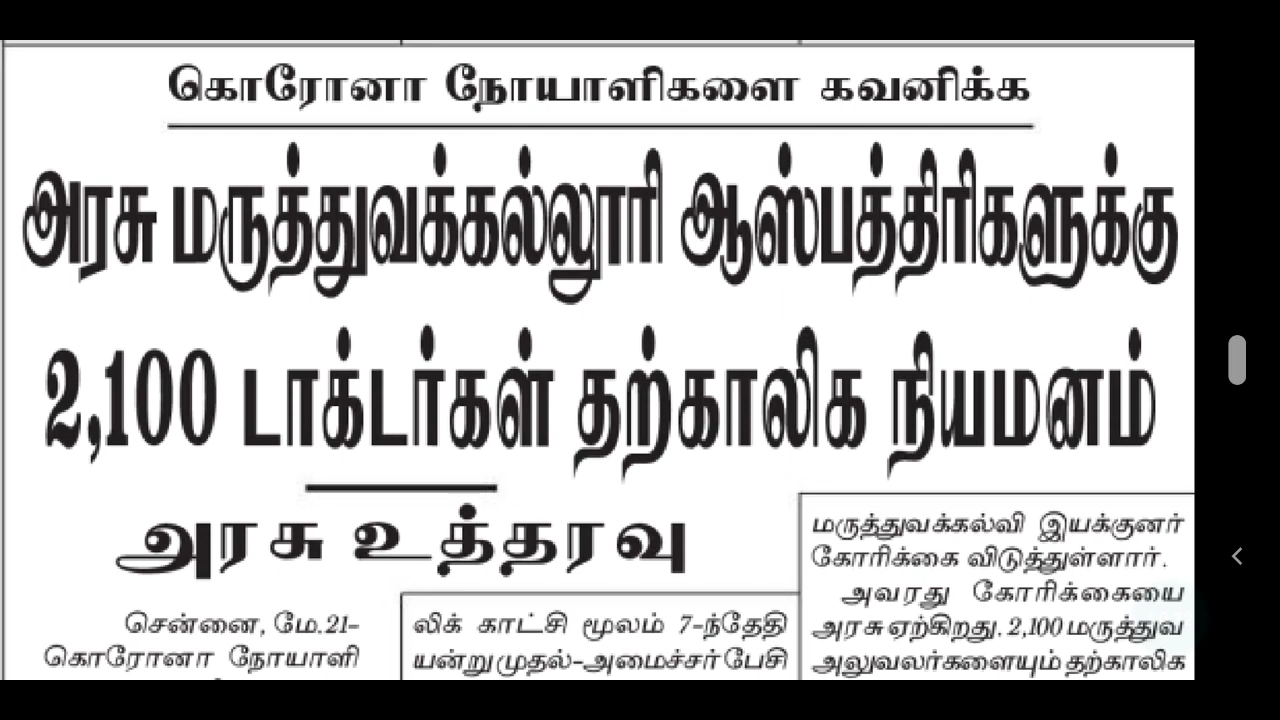 கொரோனா நோயாளிகளை கவனிக்க
அரசு மருத்துவக்கல்லூரி ஆஸ்பத்திரிகளுக்கு
2,100 டாக்டர்கள் தற்காலிக நியமனம்
அரசு உத்தரவு
சென்னை, மே.21-
கொரோனா நோயாளி
லிக் காட்சி மூலம் 7-ந்தேதி
யன்று முதல்-அமைச்சர் பேசி
மருத்துவக்கல்வி இயக்குனர்
கோரிக்கை விடுத்துள்ளார்.
அவரது கோரிக்கையை
அரசு ஏற்கிறது. 2,100 மருத்துவ
அலுவலர்களையும் தற்காலிக